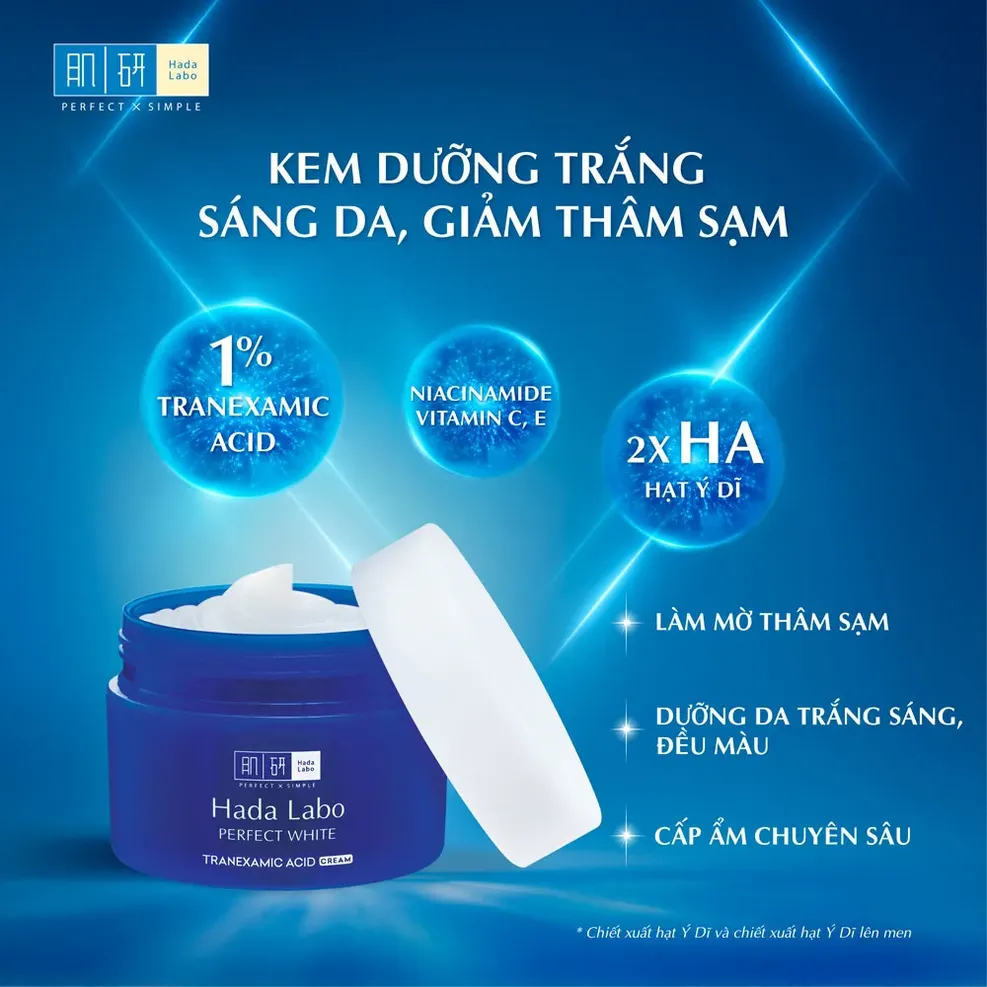 肌 研 Hada
Labo
PERFECT X SIMPLE
KEM DƯỠNG TRẮNG
SÁNG DA, GIẢM THÂM SẠM
1%
TRANEXAMIC
ACID
NIACINAMIDE
VITAMIN C, E
2X HA
HẠT Ý DĨ
LÀM MỜ THÂM SẠM
DƯỠNG DA TRẮNG SÁNG,
ĐỀU MÀU
CẤP ẨM CHUYÊN SÂU
肌 研 Hada
Labo
PERFECT X SIMPLE
Hada Labo
PERFECT WHITE
TRANEXAMIC ACID CREAM
* Chiết xuất hạt Ý Dĩ và chiết xuất hạt Ý Dĩ lên men